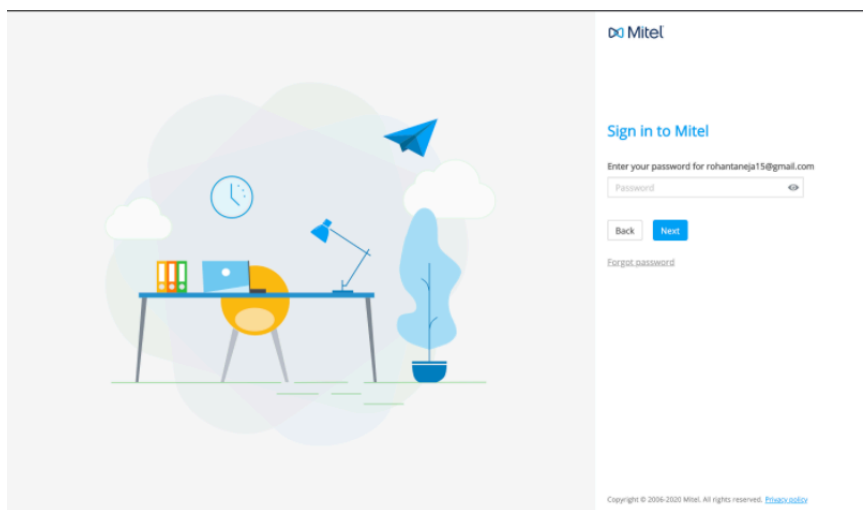 Mitel
Sign in to Mitel
Enter your password for rohantaneja15@gmail.com
Password
Back Next
Forgot password
Copyright © 2006-2020 Mitel. All rights reserved. Privacy policy